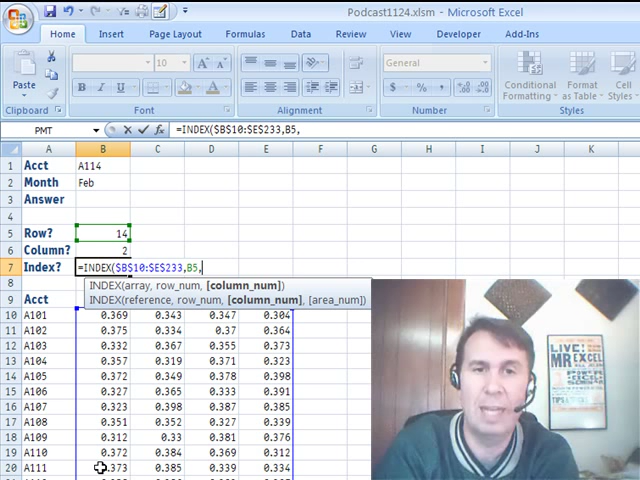 Podcast1124.xlsm - Microsoft Excel
Home Insert Page Layout Formulas Data Review View Developer Add-Ins
Paste
B I U
10 A A
$ % ,
Conditional Formatting
Format as Table
Cell Styles
Clipboard Font Alignment Number Styles
PMT =INDEX($B$10:$E$233,B5,
A B C D E F G H I J K
1 Acct A114
2 Month Feb
3 Answer
4
5 Row? 14
6 Column? 2
7 Index? =INDEX($B$10:$E$233,B5,
8 INDEX(array, row_num, [column_num])
9 Acct INDEX(reference, row_num, [column_num], [area_num])
10 A101 0.369 0.343 0.347 0.304
11 A102 0.375 0.334 0.37 0.364
12 A103 0.332 0.367 0.355 0.373
13 A104 0.357 0.319 0.371 0.323
14 A105 0.372 0.349 0.378 0.398
15 A106 0.327 0.365 0.333 0.391
16 A107 0.323 0.398 0.387 0.385
17 A108 0.351 0.352 0.327 0.339
18 A109 0.312 0.33 0.381 0.376
19 A110 0.372 0.384 0.369 0.312
20 A111 0.373 0.385 0.339 0.334
LIVE!
MR EXCEL